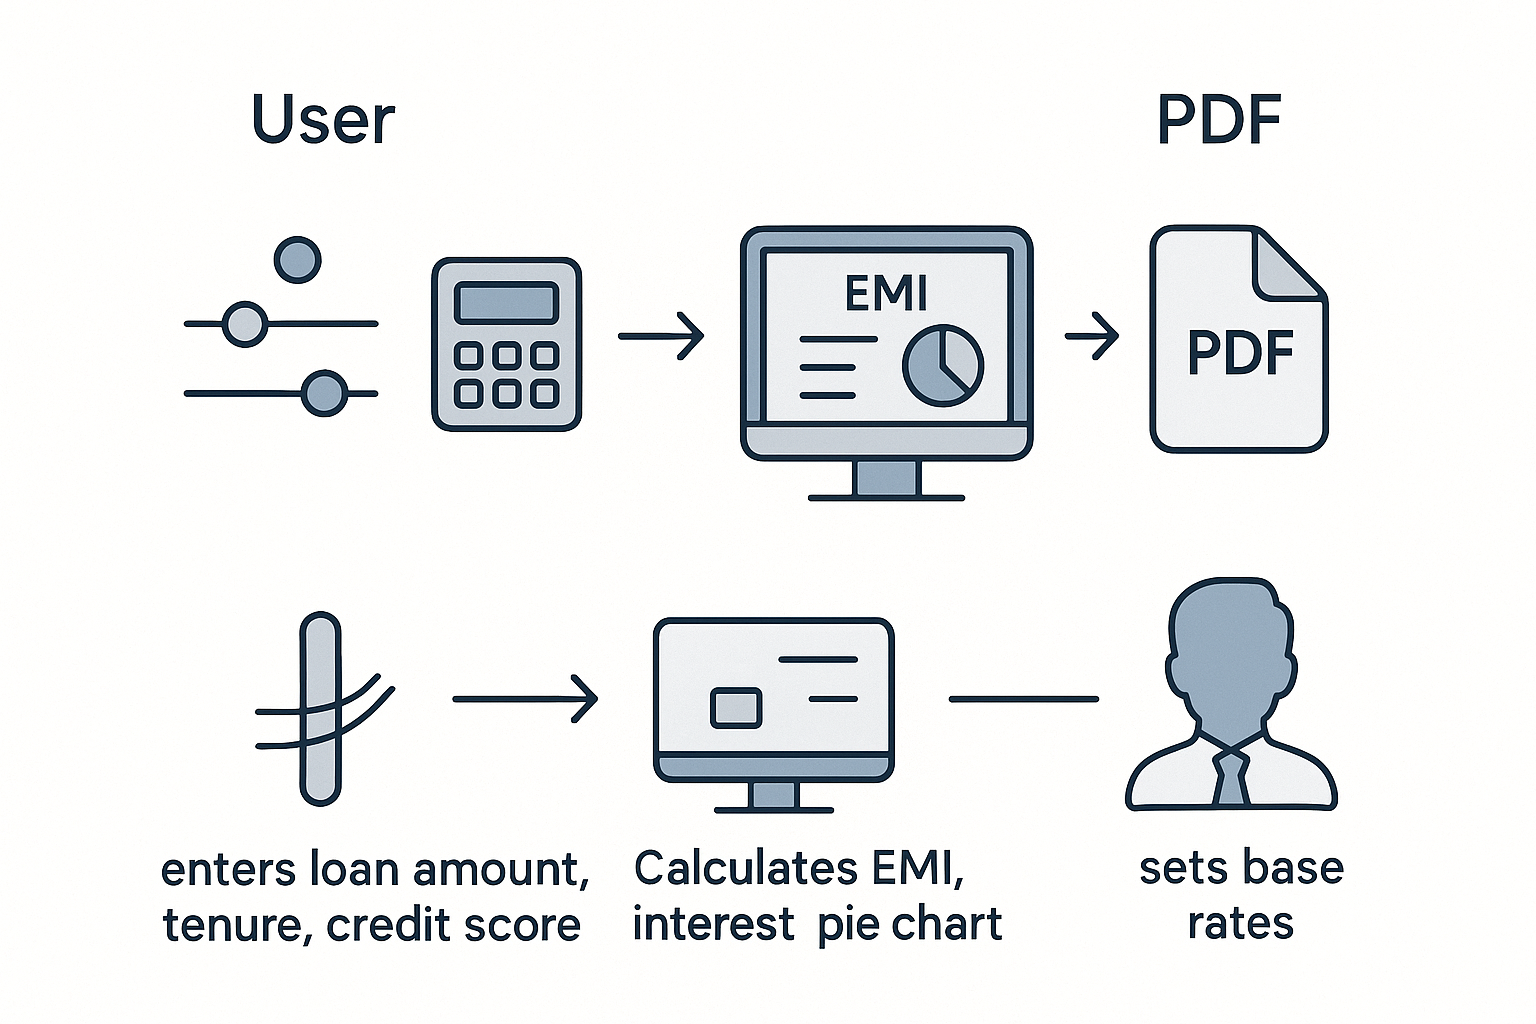 User
PDF
EMI
PDF
enters loan amount,
tenure, credit score
Calculates EMI,
interest pie chart
sets base
rates